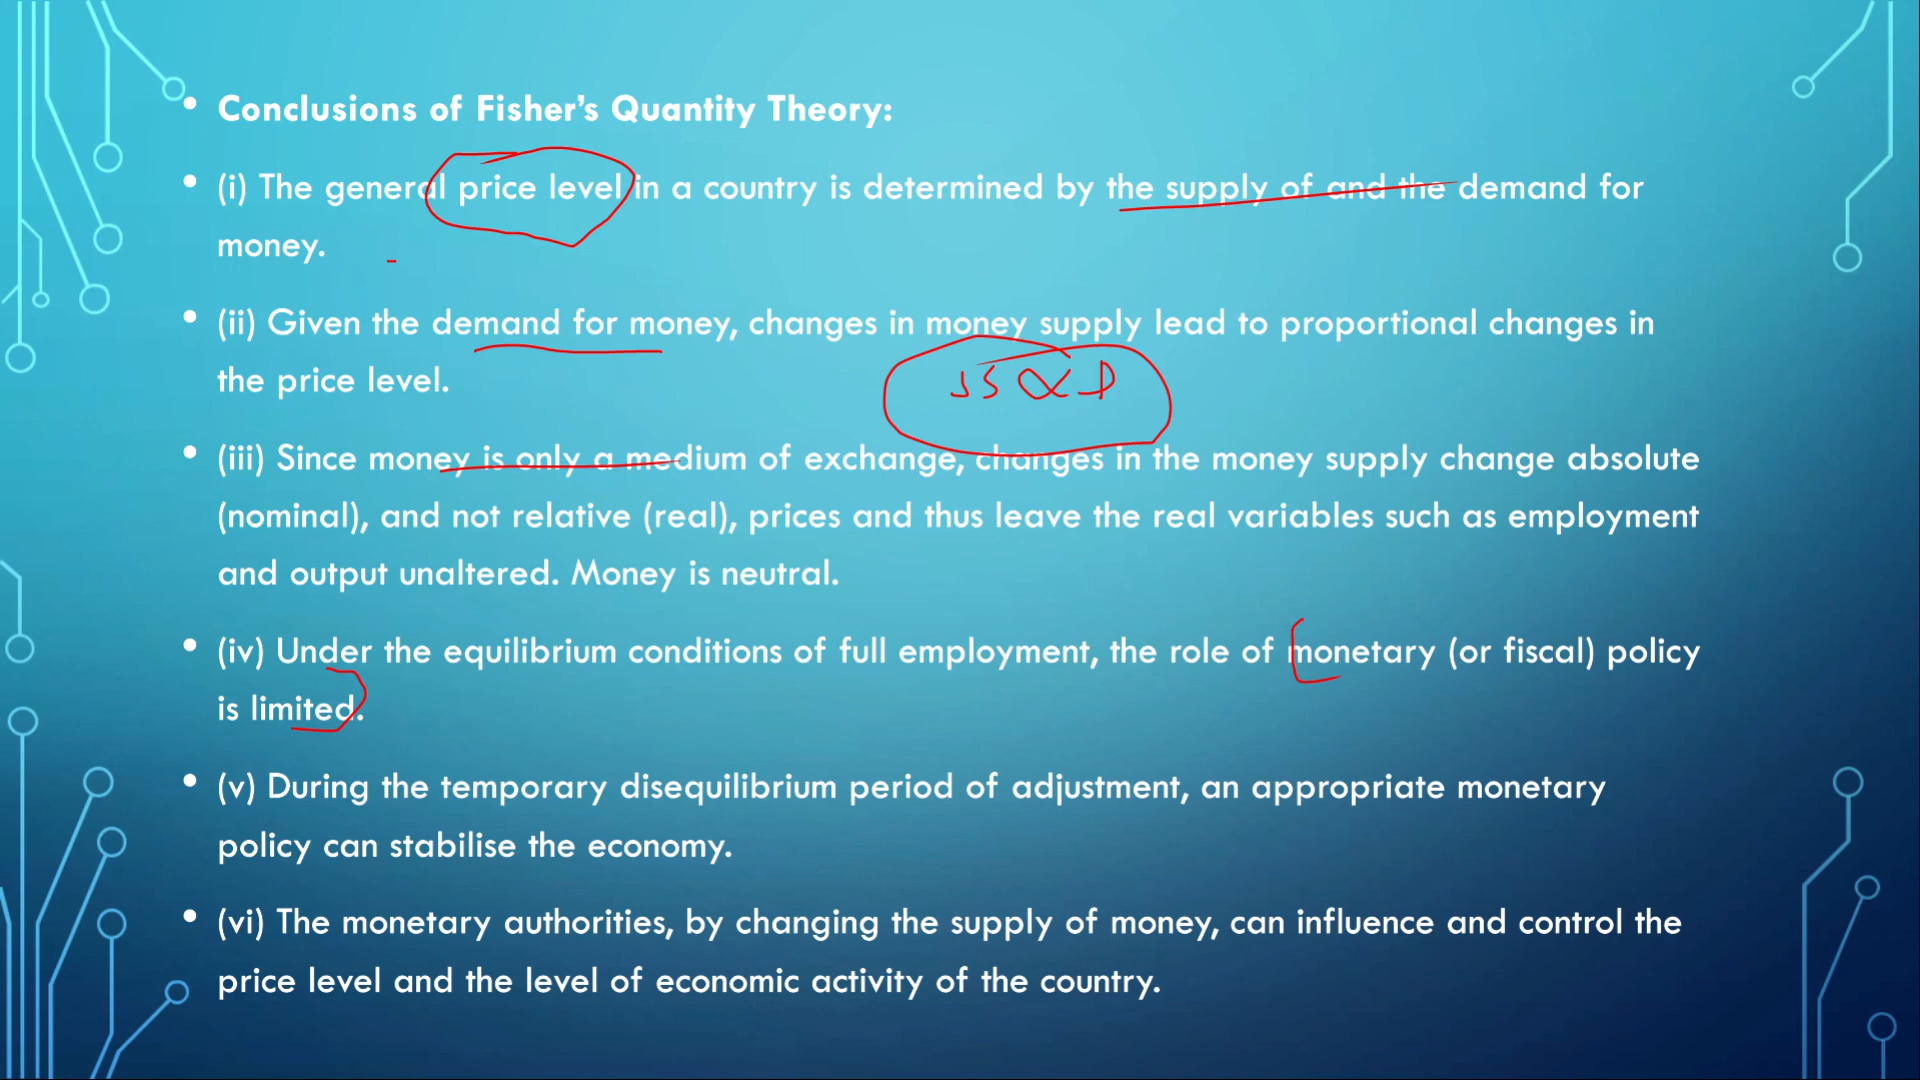 • Conclusions of Fisher’s Quantity Theory:
• (i) The general price level in a country is determined by the supply of and the demand for
money.
• (ii) Given the demand for money, changes in money supply lead to proportional changes in
the price level.
• (iii) Since money is only a medium of exchange, changes in the money supply change absolute
(nominal), and not relative (real), prices and thus leave the real variables such as employment
and output unaltered. Money is neutral.
• (iv) Under the equilibrium conditions of full employment, the role of monetary (or fiscal) policy
is limited.
• (v) During the temporary disequilibrium period of adjustment, an appropriate monetary
policy can stabilise the economy.
• (vi) The monetary authorities, by changing the supply of money, can influence and control the
price level and the level of economic activity of the country.